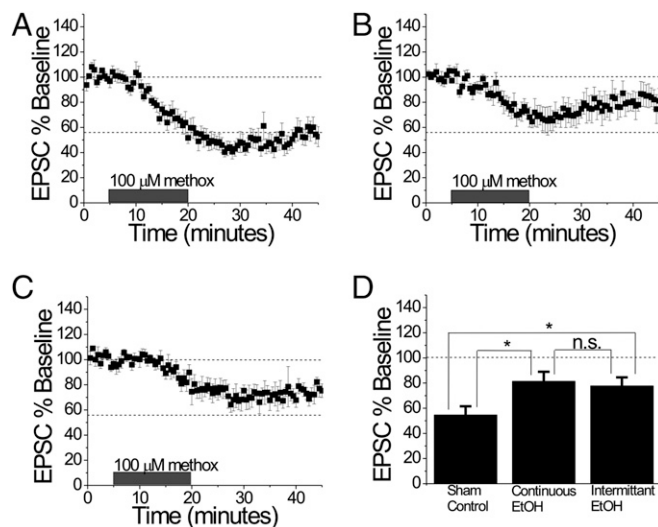 A
EPSC % Baseline
140
120
100
80
60
40
20
0
100 μM methox
0 10 20 30 40
Time (minutes)
B
EPSC % Baseline
140
120
100
80
60
40
20
0
100 μM methox
0 10 20 30 40
Time (minutes)
C
EPSC % Baseline
140
120
100
80
60
40
20
0
100 μM methox
0 10 20 30 40
Time (minutes)
D
EPSC % Baseline
140
120
100
80
60
40
20
0
*
* n.s.
Sham Continuous Intermittant
Control EtOH EtOH